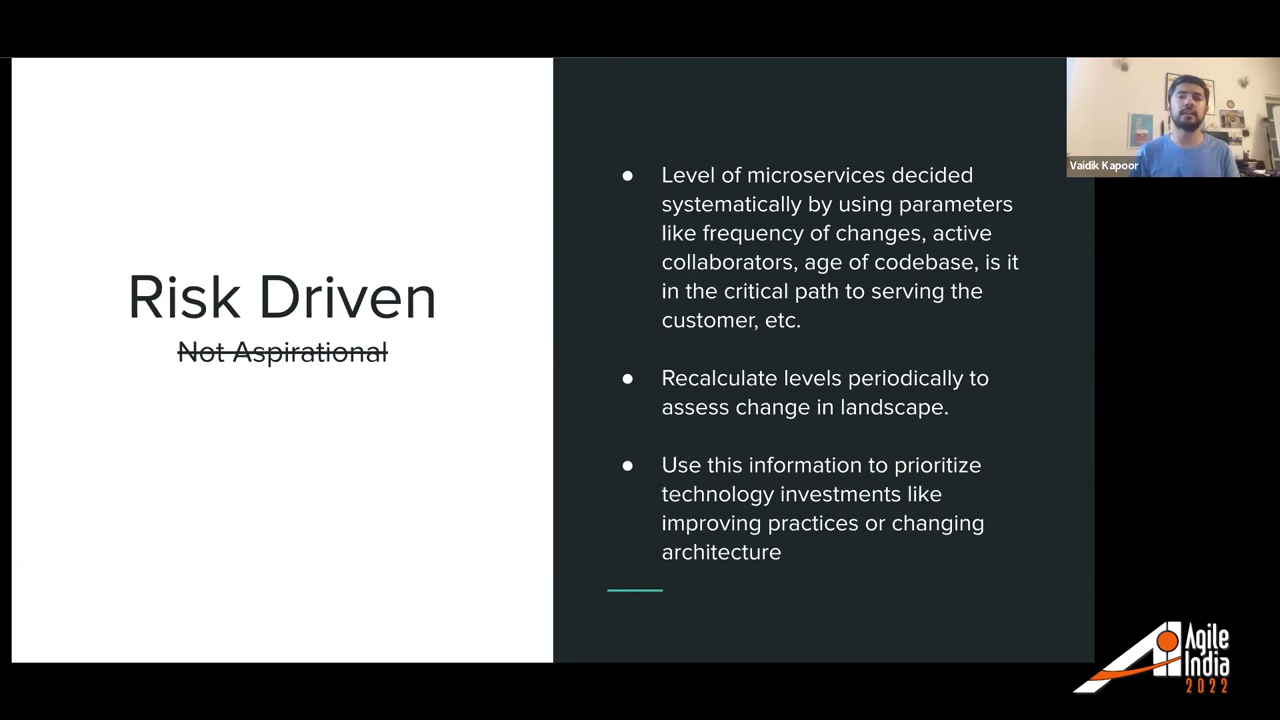 Risk Driven
Not Aspirational
● Level of microservices decided
systematically by using parameters
like frequency of changes, active
collaborators, age of codebase, is it
in the critical path to serving the
customer, etc.
● Recalculate levels periodically to
assess change in landscape.
● Use this information to prioritize
technology investments like
improving practices or changing
architecture
Vaidik Kapoor
Agile
India
2022